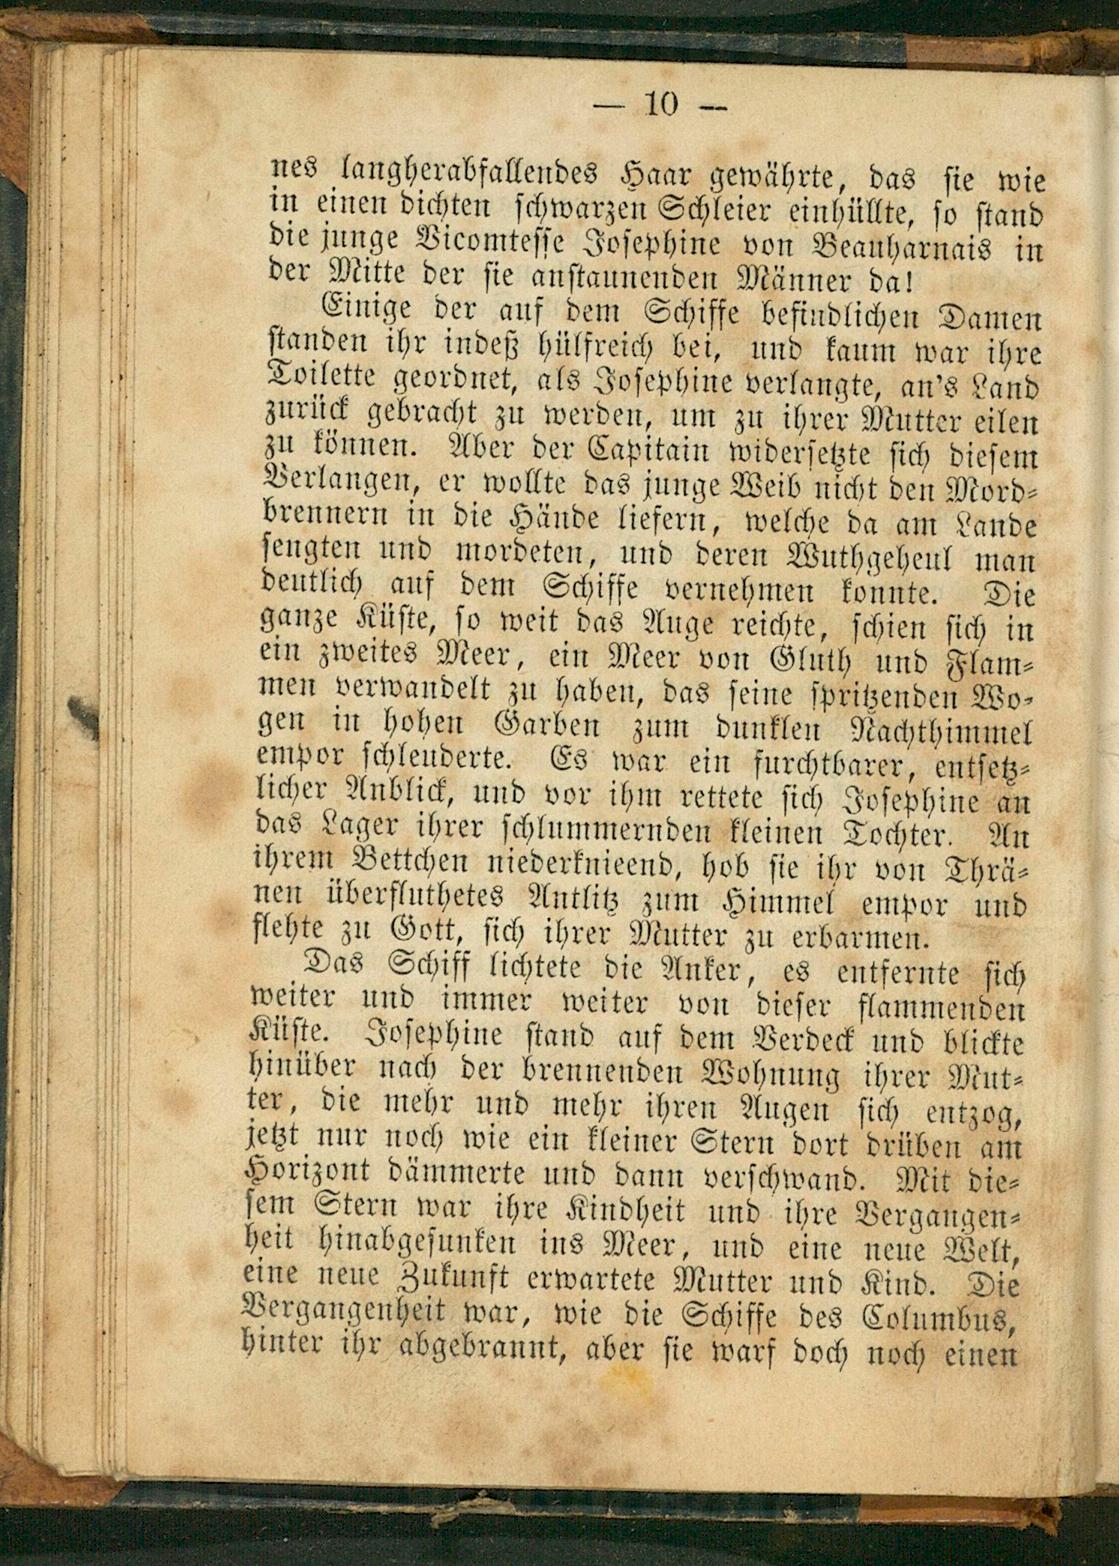 — 10 —
nes langherabfallendes Haar gewährte, das sie wie
in einen dichten schwarzen Schleier einhüllte, so stand
die junge Vicomtesse Josephine von Beauharnais in
der Mitte der sie anstaunenden Männer da!
Einige der auf dem Schiffe befindlichen Damen
standen ihr indeß hülfreich bei, und kaum war ihre
Toilette geordnet, als Josephine verlangte, an's Land
zurück gebracht zu werden, um zu ihrer Mutter eilen
zu können. Aber der Capitain widersetzte sich diesem
Verlangen, er wollte das junge Weib nicht den Mord-
brennern in die Hände liefern, welche da am Lande
sengten und mordeten, und deren Wuthgeheul man
deutlich auf dem Schiffe vernehmen konnte. Die
ganze Küste, so weit das Auge reichte, schien sich in
ein zweites Meer, ein Meer von Gluth und Flam-
men verwandelt zu haben, das seine spritzenden Wo-
gen in hohen Garben zum dunklen Nachthimmel
empor schleuderte. Es war ein furchtbarer, entsetz-
licher Anblick, und vor ihm rettete sich Josephine an
das Lager ihrer schlummernden kleinen Tochter. An
ihrem Bettchen niederknieend, hob sie ihr von Thrä-
nen überfluthetes Antlitz zum Himmel empor und
flehte zu Gott, sich ihrer Mutter zu erbarmen.
Das Schiff lichtete die Anker, es entfernte sich
weiter und immer weiter von dieser flammenden
Küste. Josephine stand auf dem Verdeck und blickte
hinüber nach der brennenden Wohnung ihrer Mut-
ter, die mehr und mehr ihren Augen sich entzog,
jetzt nur noch wie ein kleiner Stern dort drüben am
Horizont dämmerte und dann verschwand. Mit die-
sem Stern war ihre Kindheit und ihre Vergangen-
heit hinabgesunken ins Meer, und eine neue Welt,
eine neue Zukunft erwartete Mutter und Kind. Die
Vergangenheit war, wie die Schiffe des Columbus,
hinter ihr abgebrannt, aber sie warf doch noch einen